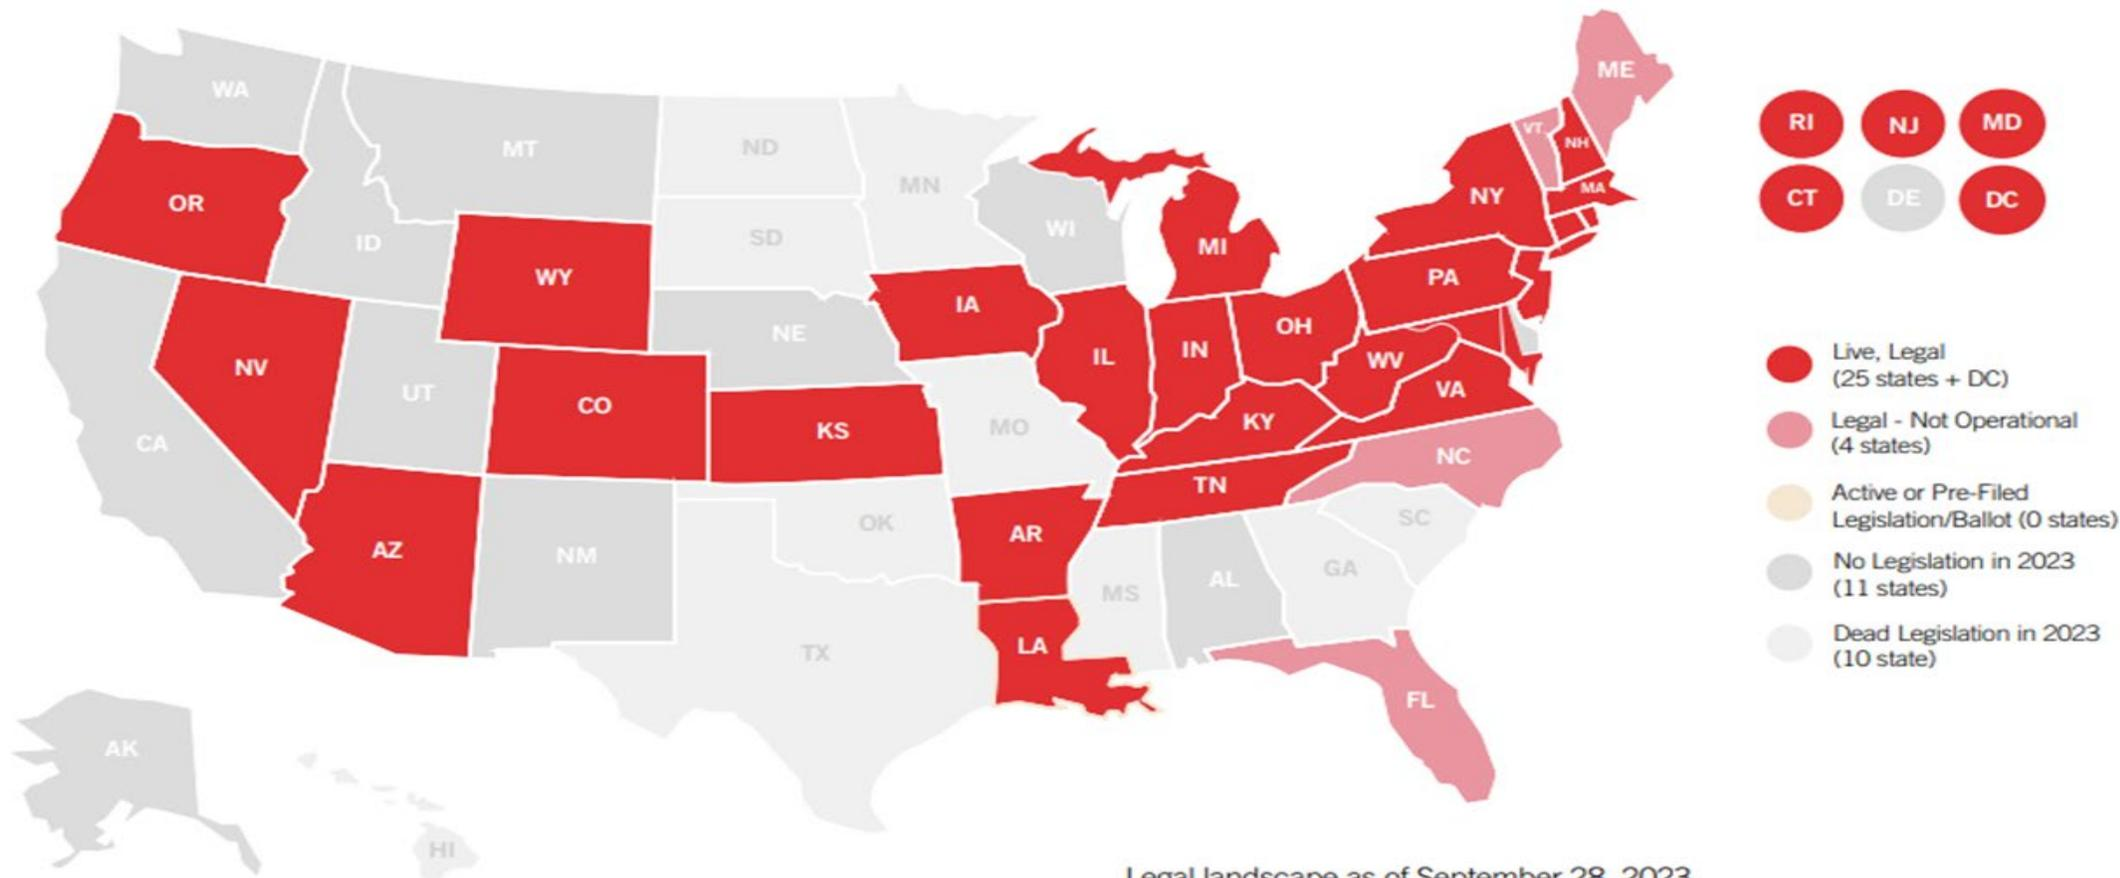 ME
WA
RI
NJ
MD
VT
NH
MT
ND
MN
MA
OR
NY
CT
DE
DC
WI
SD
ID
MI
WY
PA
IA
NE
OH
IN
IL
WV
NV
UT
CO
VA
KS
KY
MO
CA
NC
TN
OK
SC
AR
AZ
NM
GA
AL
MS
LA
TX
FL
AK
HI
Live, Legal
(25 states + DC)
Legal - Not Operational
(4 states)
Active or Pre-Filed
Legislation/Ballot (0 states)
No Legislation in 2023
(11 states)
Dead Legislation in 2023
(10 state)
Legal landscape as of September 28, 2023